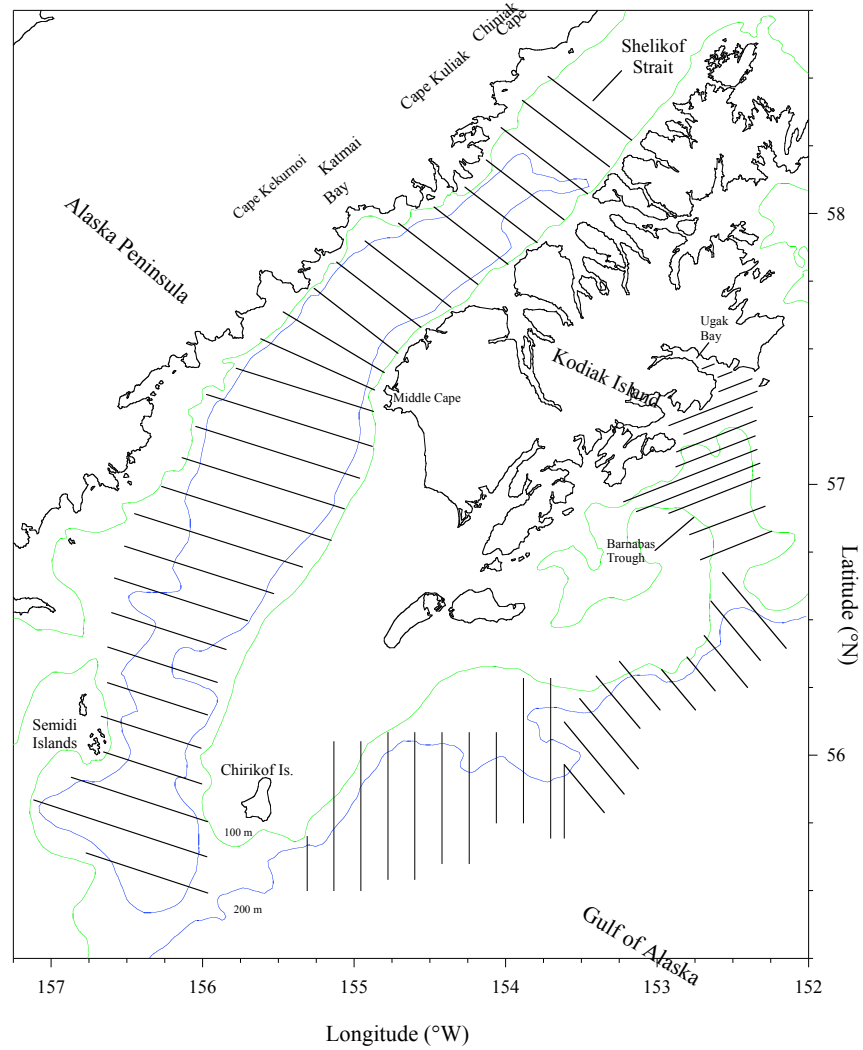 Chiniak
Cape
Shelikof
Strait
Cape Kuliak
Katmai
Bay
Cape Kekurnoi
Alaska Peninsula
58
Ugak
Bay
Kodiak Island
Middle Cape
57
Barnabas
Trough
Latitude (°N)
Semidi
Islands
56
Chirikof Is.
100 m
200 m
Gulf of Alaska
157
156
155
154
153
152
Longitude (°W)